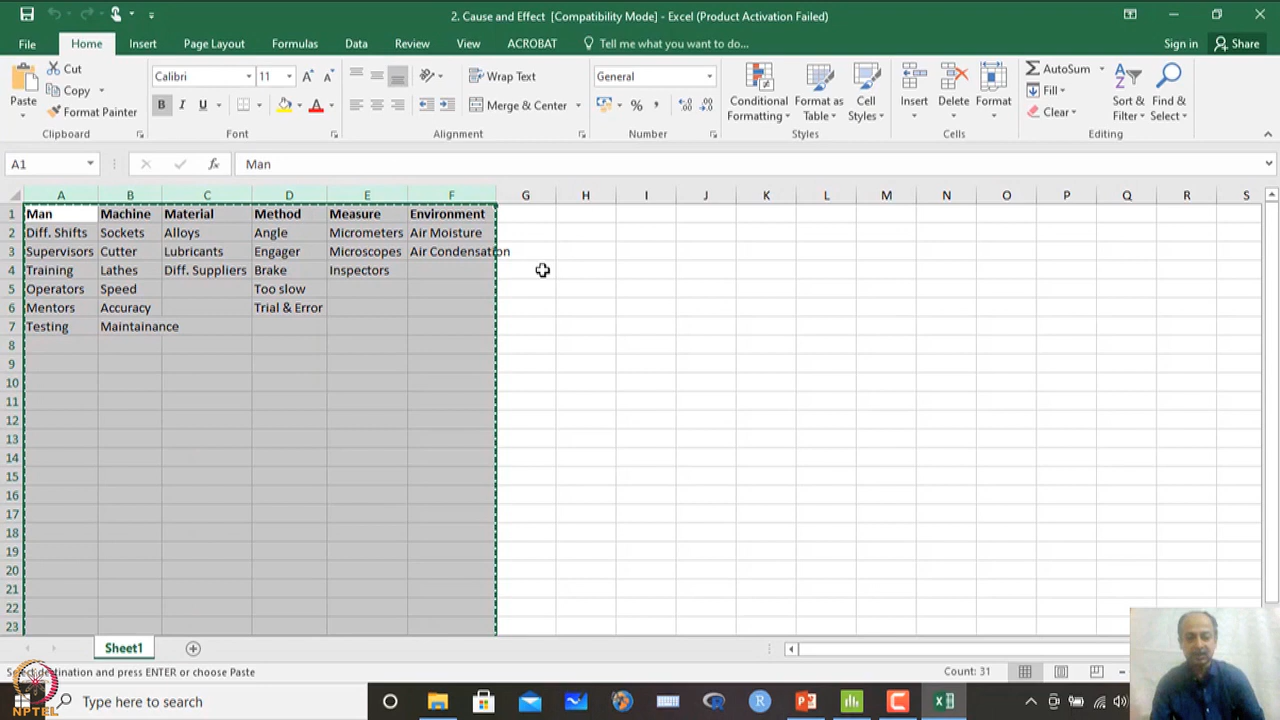 2. Cause and Effect [Compatibility Mode] - Excel (Product Activation Failed)
File Home Insert Page Layout Formulas Data Review View ACROBAT Tell me what you want to do... Sign in Share
Paste
Cut
Copy
Format Painter
Clipboard
Calibri 11
B I U
Font
Wrap Text
Merge & Center
Alignment
General
Number
Conditional Formatting
Format as Table
Cell Styles
Styles
Insert Delete Format
Cells
AutoSum
Fill
Clear
Sort & Filter
Find & Select
Editing
A1 fx Man
A B C D E F G H I J K L M N O P Q R S
1 Man Machine Material Method Measure Environment
2 Diff. Shifts Sockets Alloys Angle Micrometers Air Moisture
3 Supervisors Cutter Lubricants Engager Microscopes Air Condensation
4 Training Lathes Diff. Suppliers Brake Inspectors
5 Operators Speed Too slow
6 Mentors Accuracy Trial & Error
7 Testing Maintainance
8
9
10
11
12
13
14
15
16
17
18
19
20
21
22
23
Sheet1
destination and press ENTER or choose Paste Count: 31
Type here to search
NPTEL